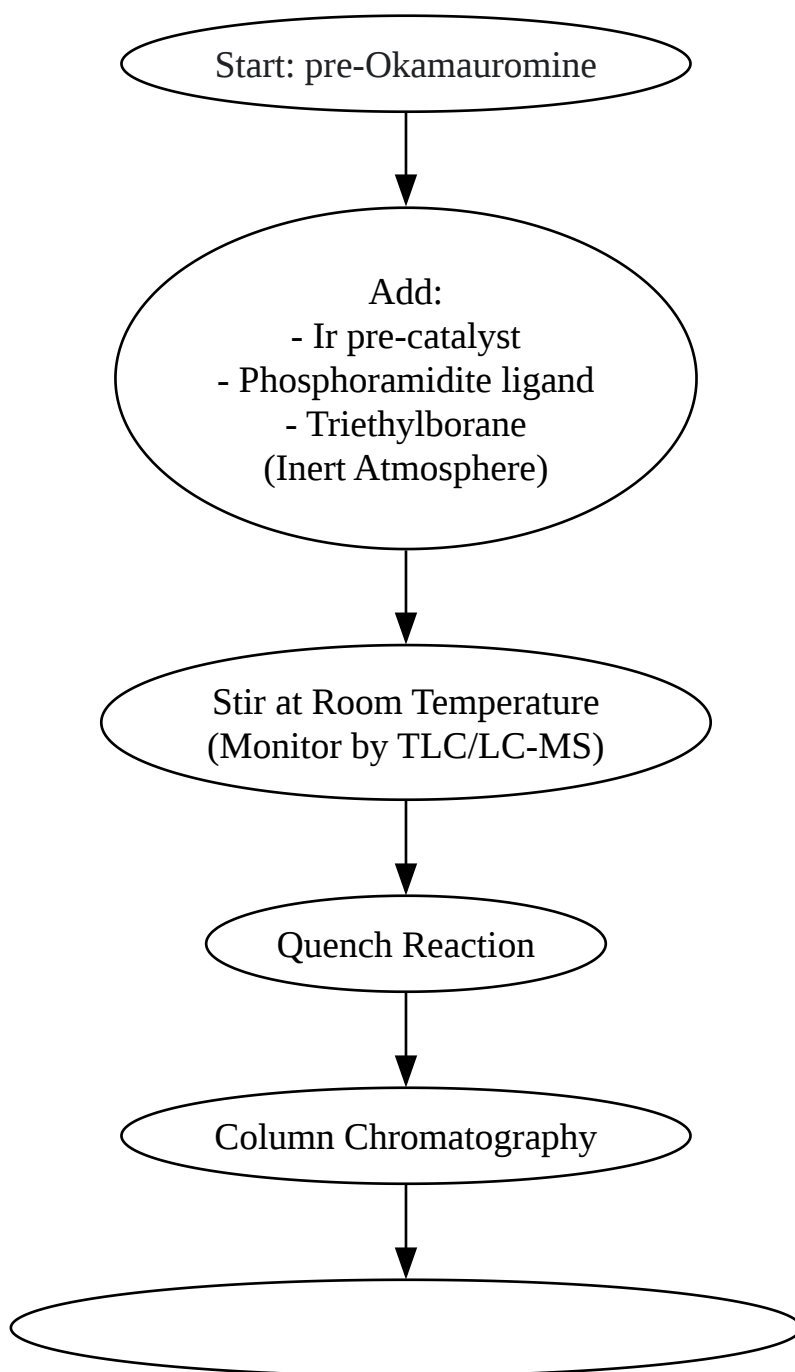 Start: pre-Okamauromine
Add:
- Ir pre-catalyst
- Phosphoramidite ligand
- Triethylborane
(Inert Atmosphere)
Stir at Room Temperature
(Monitor by TLC/LC-MS)
Quench Reaction
Column Chromatography